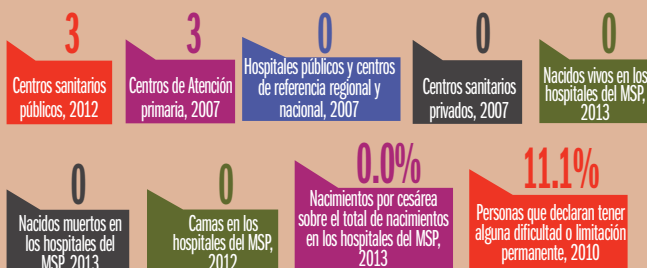 3
Centros sanitarios
públicos, 2012
3
Centros de Atención
primaria, 2007
0
Hospitales públicos y centros
de referencia regional y
nacional, 2007
0
Centros sanitarios
privados, 2007
0
Nacidos vivos en los
hospitales del MSP,
2013
0
Nacidos muertos en
los hospitales del
MSP, 2013
0
Camas en los
hospitales del MSP,
2012
0.0%
Nacimientos por cesárea
sobre el total de nacimientos
en los hospitales del MSP,
2013
11.1%
Personas que declaran tener
alguna dificultad o limitación
permanente, 2010